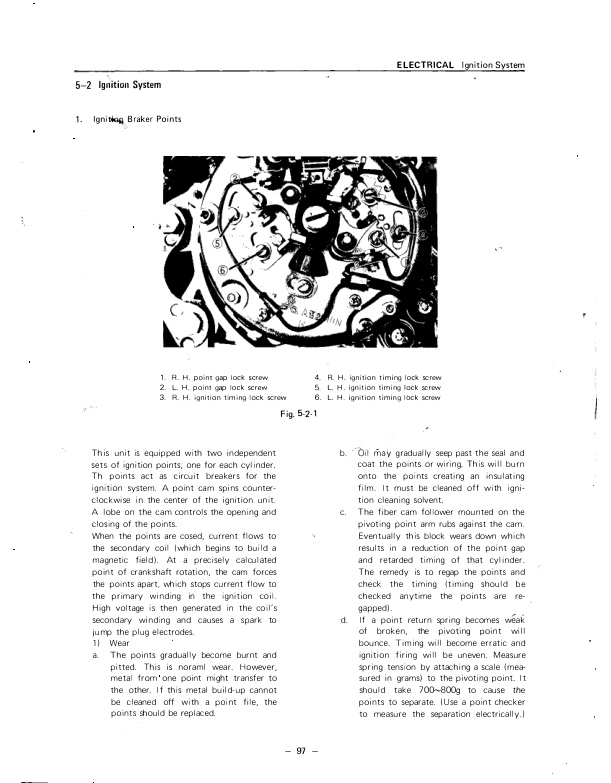 ELECTRICAL Ignition System
5–2 Ignition System
1. Ignition Braker Points
2
5
6
1. R. H. point gap lock screw
2. L. H. point gap lock screw
3. R. H. ignition timing lock screw
4. R. H. ignition timing lock screw
5. L. H. ignition timing lock screw
6. L. H. ignition timing lock screw
Fig. 5-2-1
This unit is equipped with two independent
sets of ignition points; one for each cylinder.
Th points act as circuit breakers for the
ignition system. A point cam spins counter-
clockwise in the center of the ignition unit.
A lobe on the cam controls the opening and
closing of the points.
When the points are cosed, current flows to
the secondary coil (which begins to build a
magnetic field). At a precisely calculated
point of crankshaft rotation, the cam forces
the points apart, which stops current flow to
the primary winding in the ignition coil.
High voltage is then generated in the coil's
secondary winding and causes a spark to
jump the plug electrodes.
1) Wear
a. The points gradually become burnt and
pitted. This is noraml wear. However,
metal from one point might transfer to
the other. If this metal build-up cannot
be cleaned off with a point file, the
points should be replaced.
b. Oil may gradually seep past the seal and
coat the points or wiring. This will burn
onto the points creating an insulating
film. It must be cleaned off with igni-
tion cleaning solvent.
c. The fiber cam follower mounted on the
pivoting point arm rubs against the cam.
Eventually this block wears down which
results in a reduction of the point gap
and retarded timing of that cylinder.
The remedy is to regap the points and
check the timing (timing should be
checked anytime the points are re-
gapped).
d. If a point return spring becomes weak
of broken, the pivoting point will
bounce. Timing will become erratic and
ignition firing will be uneven. Measure
spring tension by attaching a scale (mea-
sured in grams) to the pivoting point. It
should take 700~800g to cause the
points to separate. (Use a point checker
to measure the separation electrically.)
– 97 –